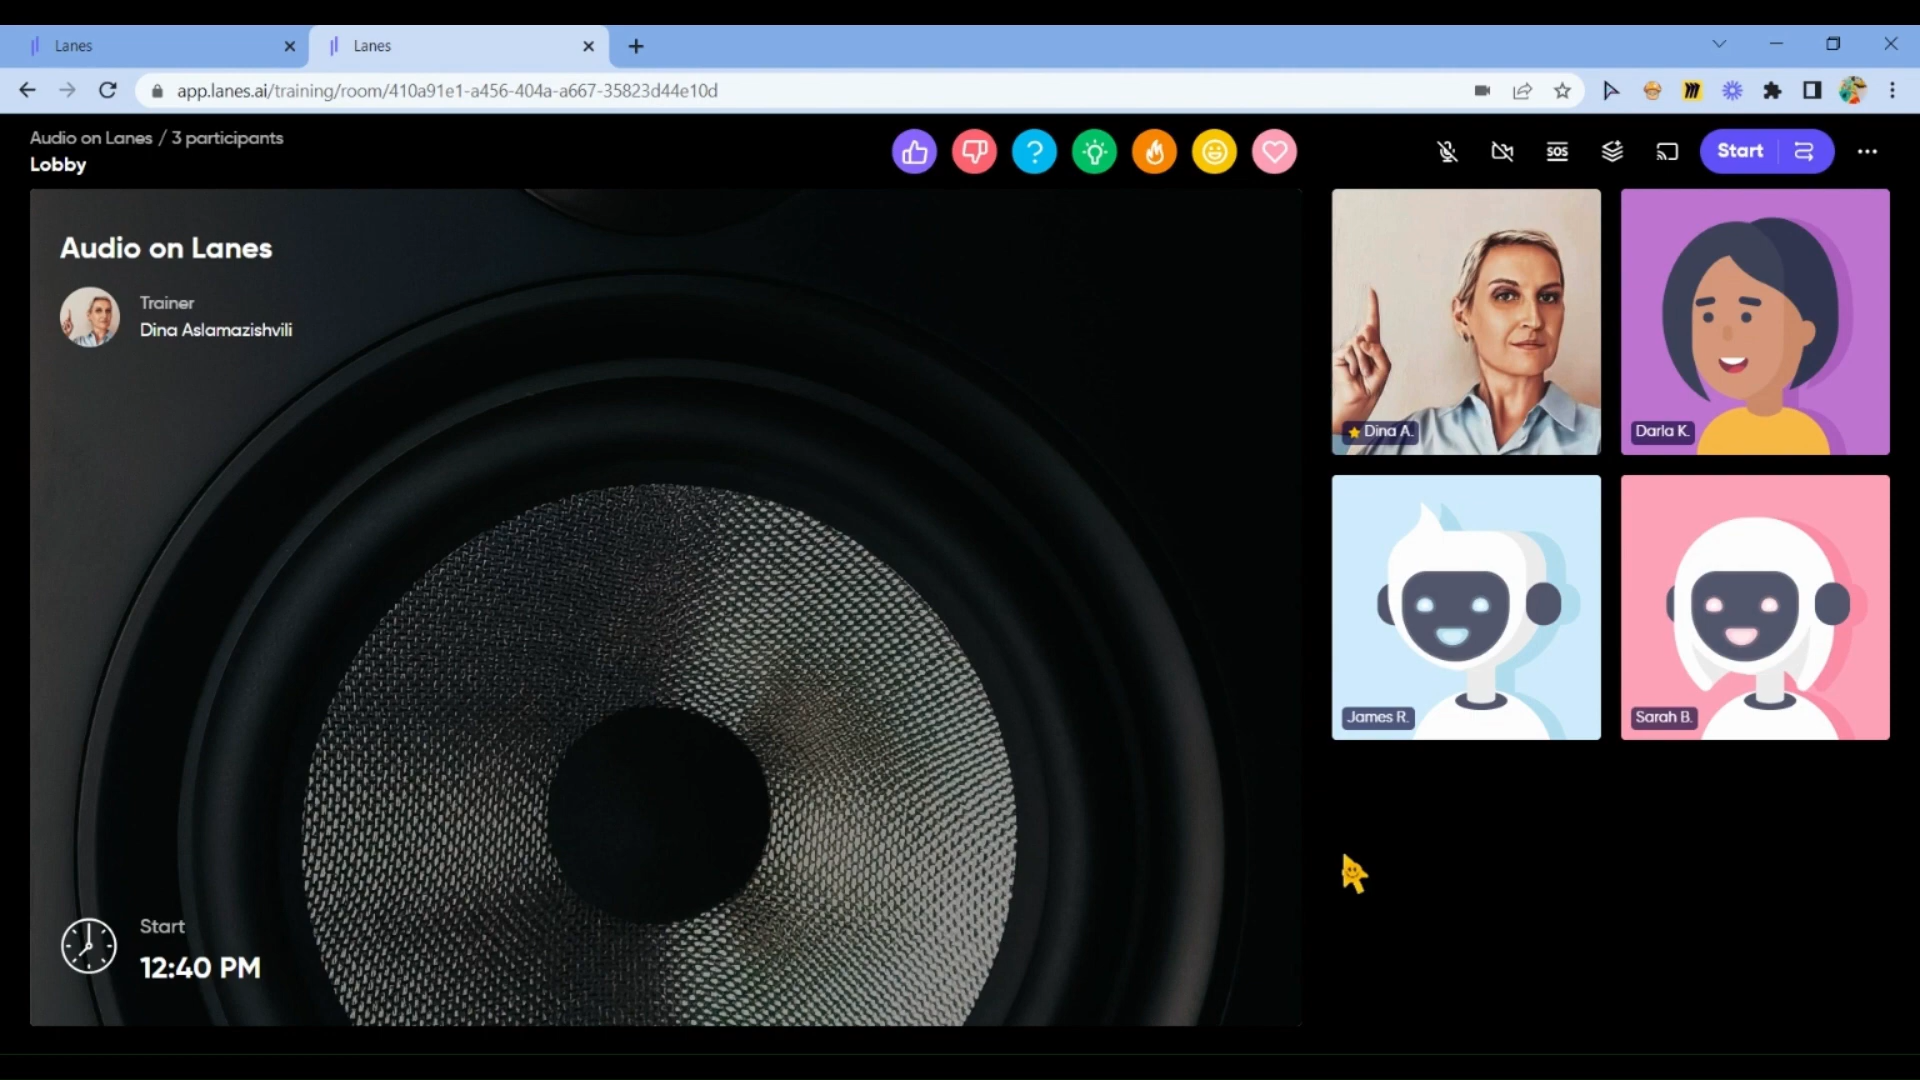 Lanes
Lanes
app.lanes.ai/training/room/410a91e1-a456-404a-a667-35823d44e10d
Audio on Lanes / 3 participants
Lobby
SOS
Start
Audio on Lanes
Trainer
Dina Aslamazishvili
Dina A.
Darla K.
James R.
Sarah B.
Start
12:40 PM